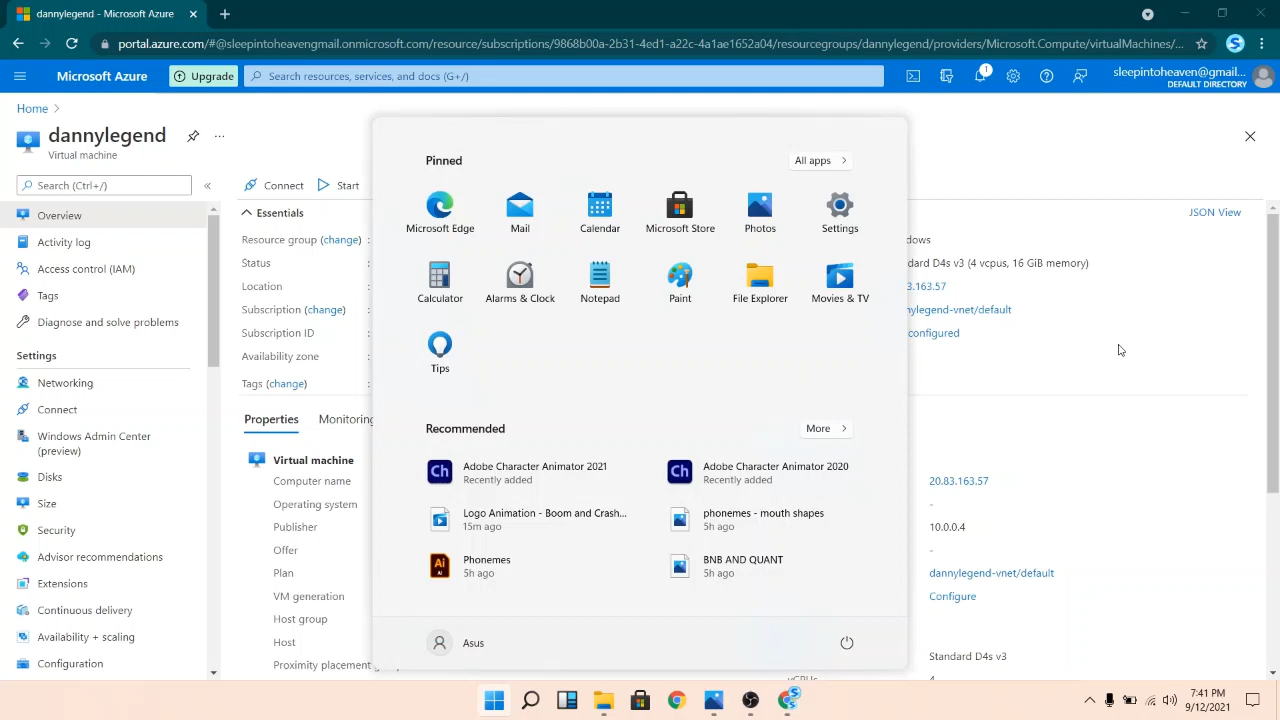 dannylegend - Microsoft Azure
portal.azure.com/#@sleepintoheavengmail.onmicrosoft.com/resource/subscriptions/9868b00a-2b31-4ed1-a22c-4a1ae1652a04/resourcegroups/dannylegend/providers/Microsoft.Compute/virtualMachines/...
Microsoft Azure
Upgrade
Search resources, services, and docs (G+/)
1
sleepintoheaven@gmail...
DEFAULT DIRECTORY
Home
dannylegend
Virtual machine
Search (Ctrl+/)
Overview
Activity log
Access control (IAM)
Tags
Diagnose and solve problems
Settings
Networking
Connect
Windows Admin Center
(preview)
Disks
Size
Security
Advisor recommendations
Extensions
Continuous delivery
Availability + scaling
Configuration
Connect
Start
Essentials
JSON View
Resource group (change) :
Status :
Location :
Subscription (change) :
Subscription ID :
Availability zone :
Tags (change) :
dows
dard D4s v3 (4 vcpus, 16 GiB memory)
3.163.57
nylegend-vnet/default
configured
Properties
Monitoring
Virtual machine
Computer name
Operating system
Publisher
Offer
Plan
VM generation
Host group
Host
Proximity placement group
20.83.163.57
-
10.0.0.4
-
dannylegend-vnet/default
Configure
Standard D4s v3
vCPUs
4
Pinned
All apps
Microsoft Edge
Mail
Calendar
Microsoft Store
Photos
Settings
Calculator
Alarms & Clock
Notepad
Paint
File Explorer
Movies & TV
Tips
Recommended
More
Ch
Adobe Character Animator 2021
Recently added
Ch
Adobe Character Animator 2020
Recently added
Logo Animation - Boom and Crash...
15m ago
phonemes - mouth shapes
5h ago
Ai
AI
Phonemes
5h ago
BNB AND QUANT
5h ago
Asus
7:41 PM
9/12/2021